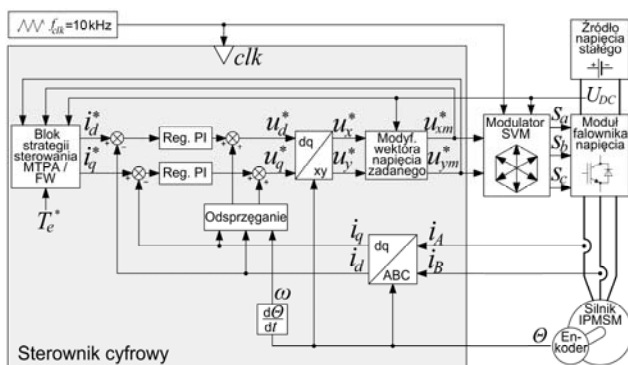 f_clk=10kHz
clk
Źródło
napięcia
stałego
U_DC
i_d^*
i_q^*
Blok
strategii
sterowania
MTPA /
FW
T_e^*
Reg. PI
Reg. PI
Odsprzęganie
u_d^*
u_q^*
dq
xy
u_x^*
u_y^*
Modyf.
wektora
napięcia
zadanego
u_xm^*
u_ym^*
Modulator
SVM
S_a
S_b
S_c
Moduł
falownika
napięcia
i_q
i_d
dq
ABC
i_A
i_B
ω
dΘ
dt
Θ
Silnik
IPMSM
En-
koder
Sterownik cyfrowy